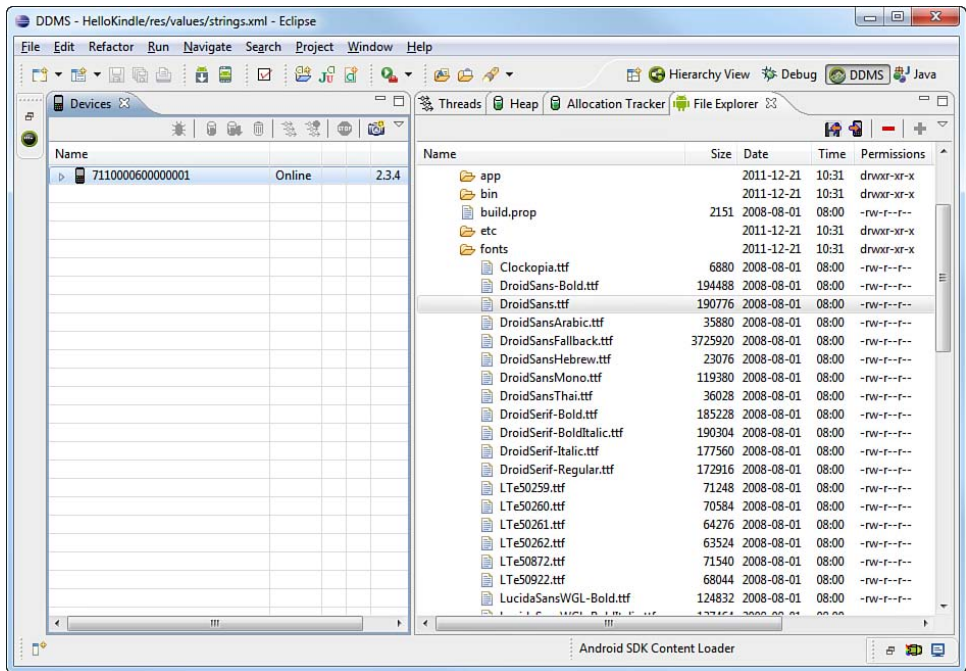 DDMS - HelloKindle/res/values/strings.xml - Eclipse
File Edit Refactor Run Navigate Search Project Window Help
Hierarchy View Debug DDMS Java
Devices
Name
7110000600000001 Online 2.3.4
Threads Heap Allocation Tracker File Explorer
Name Size Date Time Permissions
app 2011-12-21 10:31 drwxr-xr-x
bin 2011-12-21 10:31 drwxr-xr-x
build.prop 2151 2008-08-01 08:00 -rw-r--r--
etc 2011-12-21 10:31 drwxr-xr-x
fonts 2011-12-21 10:31 drwxr-xr-x
Clockopia.ttf 6880 2008-08-01 08:00 -rw-r--r--
DroidSans-Bold.ttf 194488 2008-08-01 08:00 -rw-r--r--
DroidSans.ttf 190776 2008-08-01 08:00 -rw-r--r--
DroidSansArabic.ttf 35880 2008-08-01 08:00 -rw-r--r--
DroidSansFallback.ttf 3725920 2008-08-01 08:00 -rw-r--r--
DroidSansHebrew.ttf 23076 2008-08-01 08:00 -rw-r--r--
DroidSansMono.ttf 119380 2008-08-01 08:00 -rw-r--r--
DroidSansThai.ttf 36028 2008-08-01 08:00 -rw-r--r--
DroidSerif-Bold.ttf 185228 2008-08-01 08:00 -rw-r--r--
DroidSerif-BoldItalic.ttf 190304 2008-08-01 08:00 -rw-r--r--
DroidSerif-Italic.ttf 177560 2008-08-01 08:00 -rw-r--r--
DroidSerif-Regular.ttf 172916 2008-08-01 08:00 -rw-r--r--
LTe50259.ttf 71248 2008-08-01 08:00 -rw-r--r--
LTe50260.ttf 70584 2008-08-01 08:00 -rw-r--r--
LTe50261.ttf 64276 2008-08-01 08:00 -rw-r--r--
LTe50262.ttf 63524 2008-08-01 08:00 -rw-r--r--
LTe50872.ttf 71540 2008-08-01 08:00 -rw-r--r--
LTe50922.ttf 68044 2008-08-01 08:00 -rw-r--r--
LucidaSansWGL-Bold.ttf 124832 2008-08-01 08:00 -rw-r--r--
Android SDK Content Loader